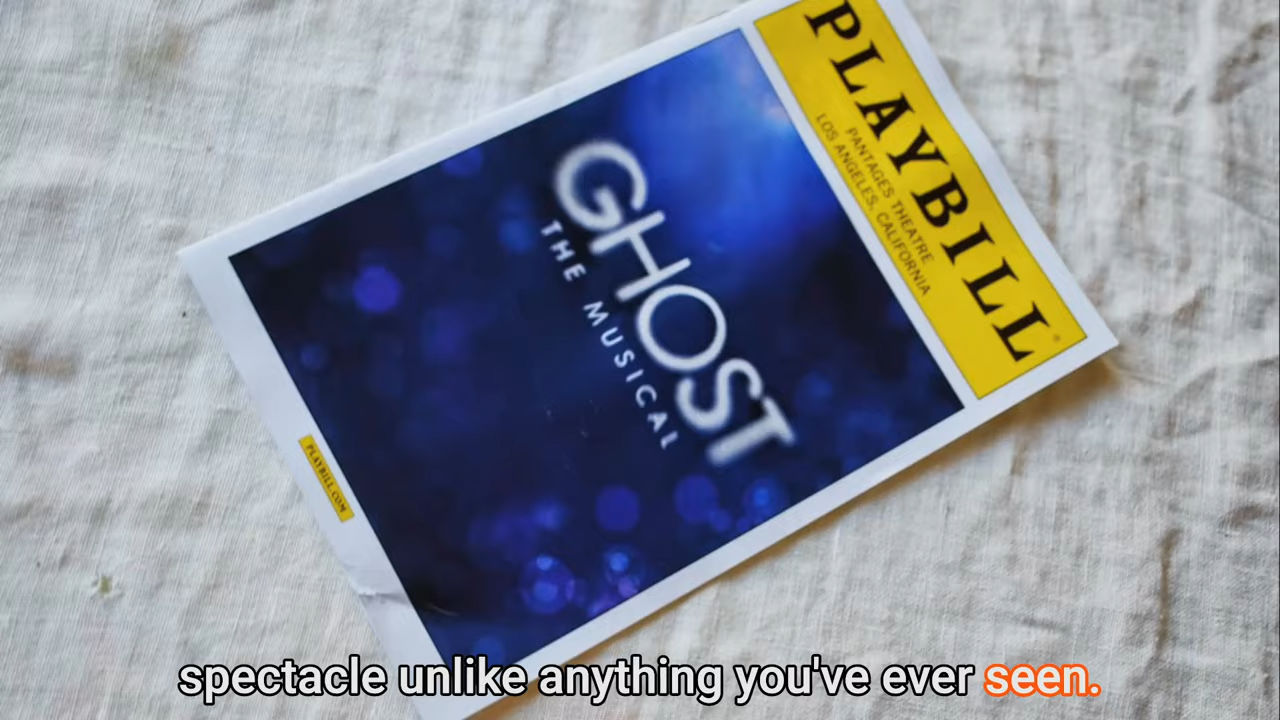 PLAYBILL®
PANTAGES THEATRE
LOS ANGELES, CALIFORNIA
GHOST
THE MUSICAL
PLAYBILL.COM
spectacle unlike anything you've ever seen.